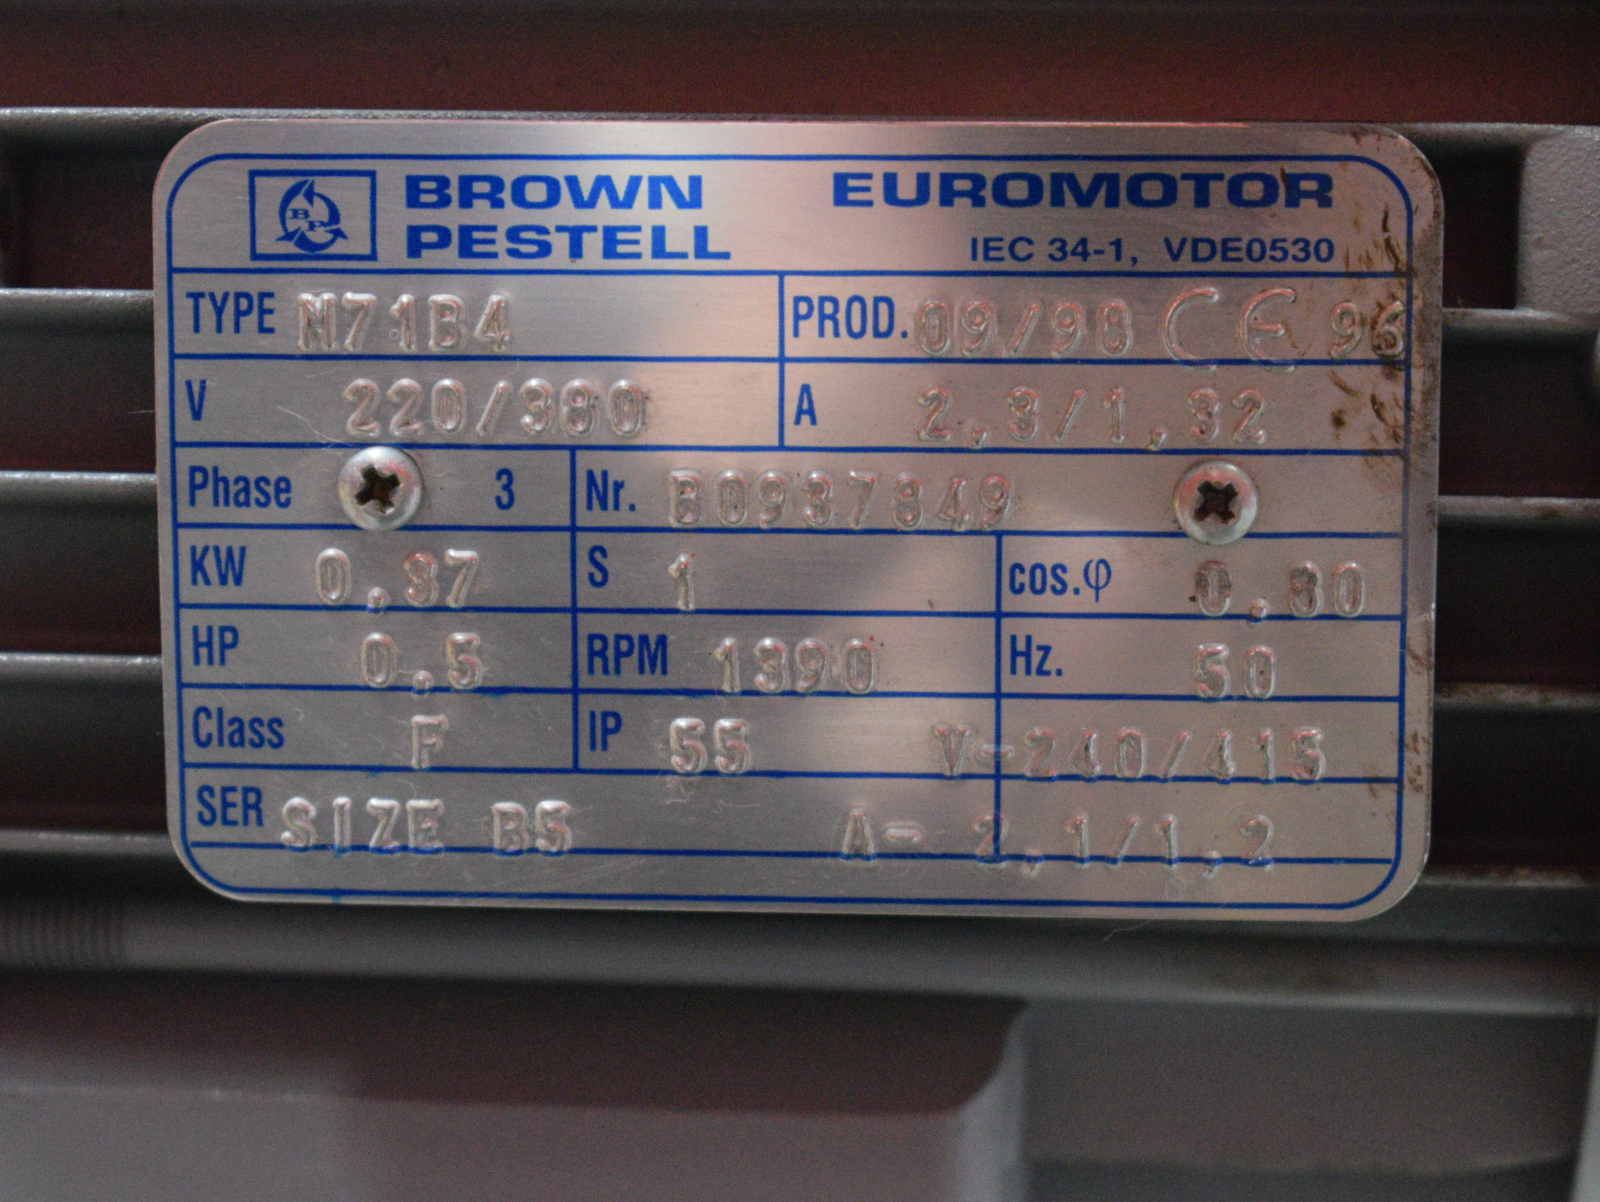 BP
BROWN
PESTELL
EUROMOTOR
IEC 34-1, VDE0530
TYPE M71B4 PROD. 09/98 CE 96
V 220/380 A 2,3/1,32
Phase 3 Nr. B0937849
KW 0,37 S 1 cos.φ 0,80
HP 0,5 RPM 1390 Hz. 50
Class F IP 55 V-240/415
SER SIZE B5 A- 2,1/1,2